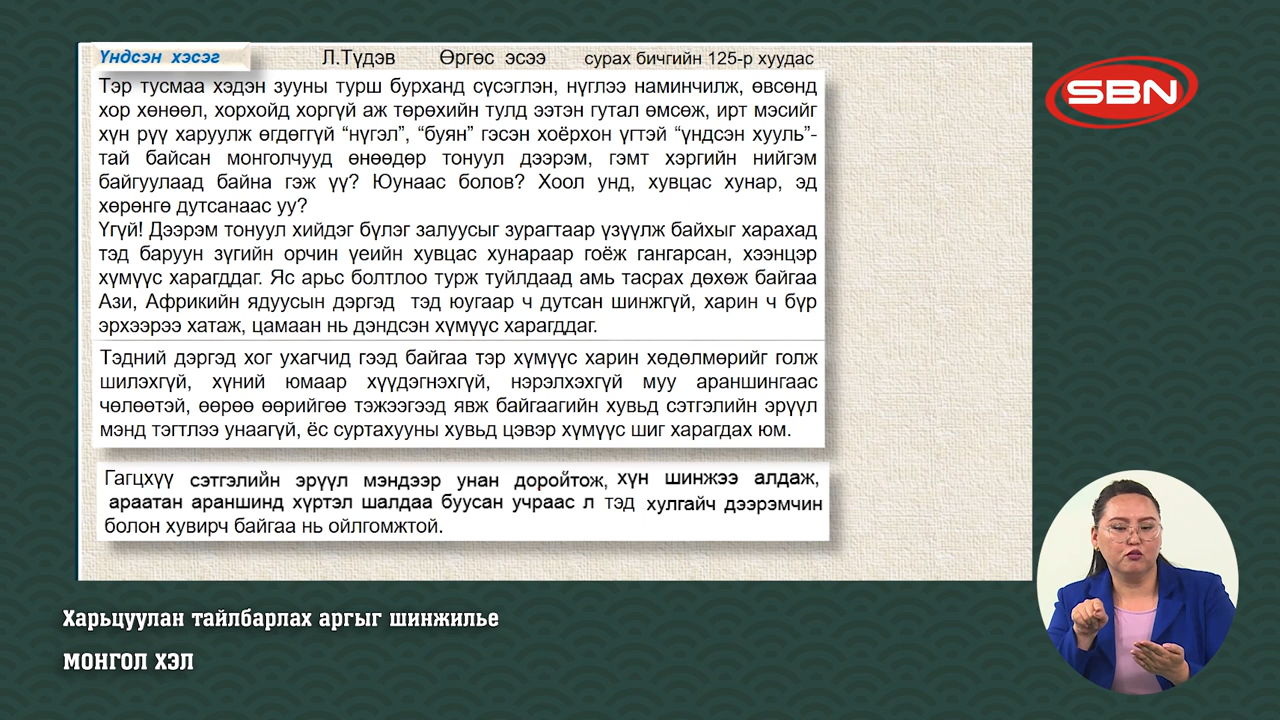 Үндсэн хэсэг Л.Түдэв Өргөс эсээ сурах бичгийн 125-р хуудас
SBN
Тэр тусмаа хэдэн зууны турш бурханд сүсэглэн, нүглээ наминчилж, өвсөнд
хор хөнөөл, хорхойд хоргүй аж төрөхийн тулд ээтэн гутал өмсөж, ирт мэсийг
хүн рүү харуулж өгдөггүй “нүгэл”, “буян” гэсэн хоёрхон үгтэй “үндсэн хууль”-
тай байсан монголчууд өнөөдөр тонуул дээрэм, гэмт хэргийн нийгэм
байгуулаад байна гэж үү? Юунаас болов? Хоол унд, хувцас хунар, эд
хөрөнгө дутсанаас уу?
Үгүй! Дээрэм тонуул хийдэг бүлэг залуусыг зурагтаар үзүүлж байхыг харахад
тэд баруун зүгийн орчин үеийн хувцас хунараар гоёж гангарсан, хээнцэр
хүмүүс харагддаг. Яс арьс болтлоо турж туйлдаад амь тасрах дөхөж байгаа
Ази, Африкийн ядуусын дэргэд тэд юугаар ч дутсан шинжгүй, харин ч бүр
эрхээрээ хатаж, цамаан нь дэндсэн хүмүүс харагддаг.
Тэдний дэргэд хог ухагчид гээд байгаа тэр хүмүүс харин хөдөлмөрийг голж
шилэхгүй, хүний юмаар хүүдэгнэхгүй, нэрэлхэхгүй муу араншингаас
чөлөөтэй, өөрөө өөрийгөө тэжээгээд явж байгаагийн хувьд сэтгэлийн эрүүл
мэнд тэгтлээ унаагүй, ёс суртахууны хувьд цэвэр хүмүүс шиг харагдах юм.
Гагцхүү сэтгэлийн эрүүл мэндээр унан доройтож, хүн шинжээ алдаж,
араатан араншинд хүртэл шалдаа буусан учраас л тэд хулгайч дээрэмчин
болон хувирч байгаа нь ойлгомжтой.
Харьцуулан тайлбарлах аргыг шинжилье
МОНГОЛ ХЭЛ